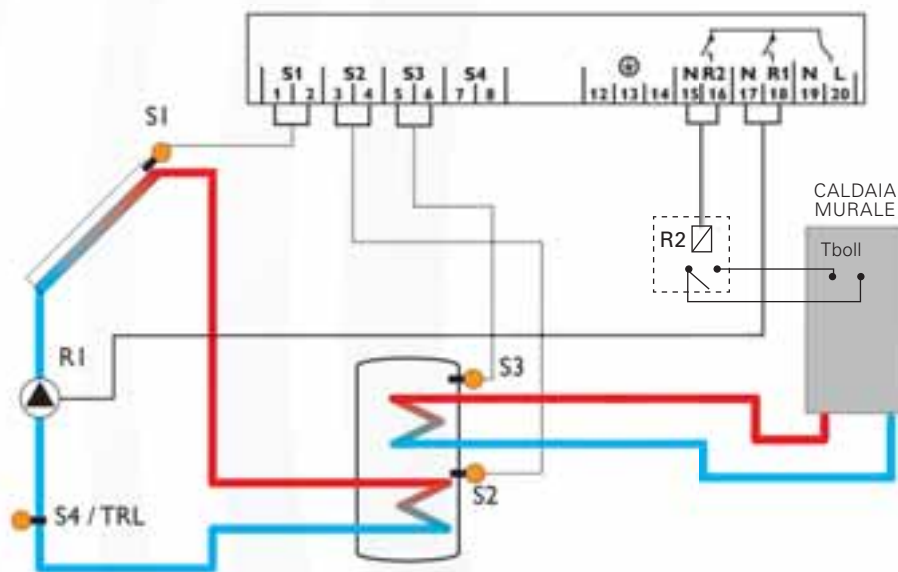 S1 S2 S3 S4 N R2 N R1 N L
1 2 3 4 5 6 7 8 12 13 14 15 16 17 18 19 20
S1
CALDAIA
MURALE
R2
Tboll
R1
S3
S2
S4 / TRL